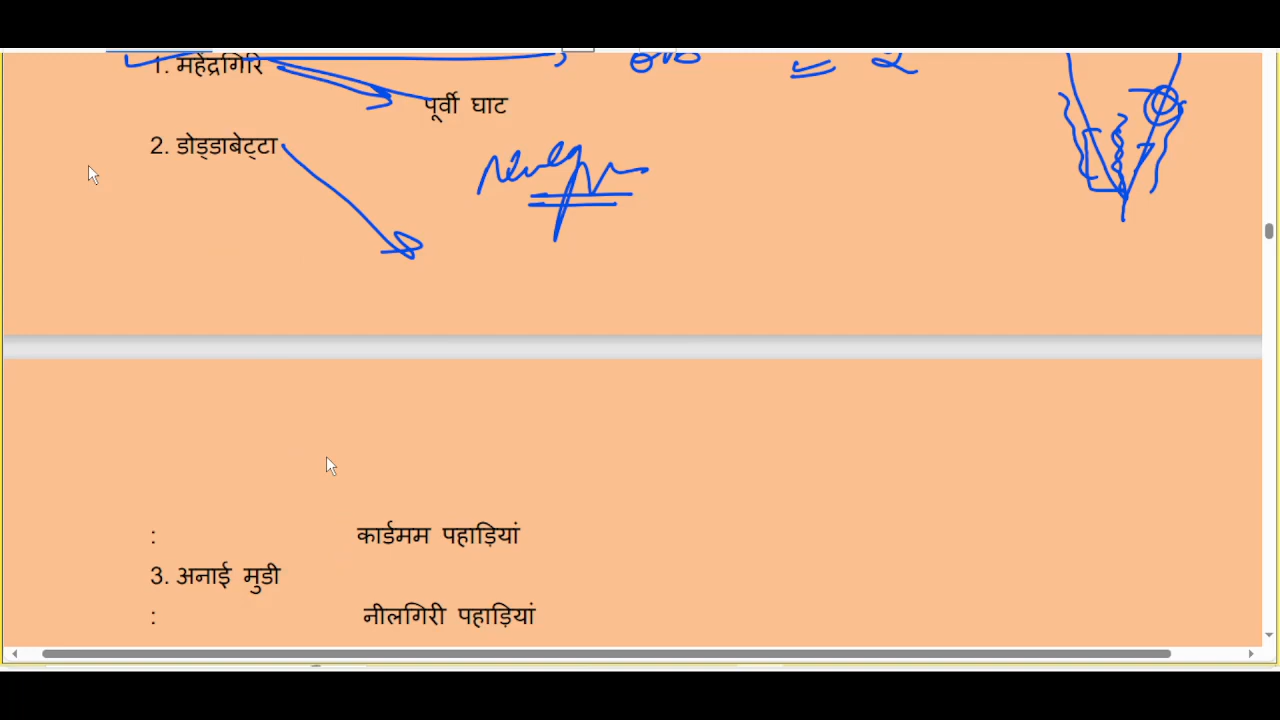 1. महेंद्रगिरि
पूर्वी घाट
2. डोड्डाबेट्टा
: कार्डमम पहाड़ियां
3. अनाई मुडी
: नीलगिरी पहाड़ियां